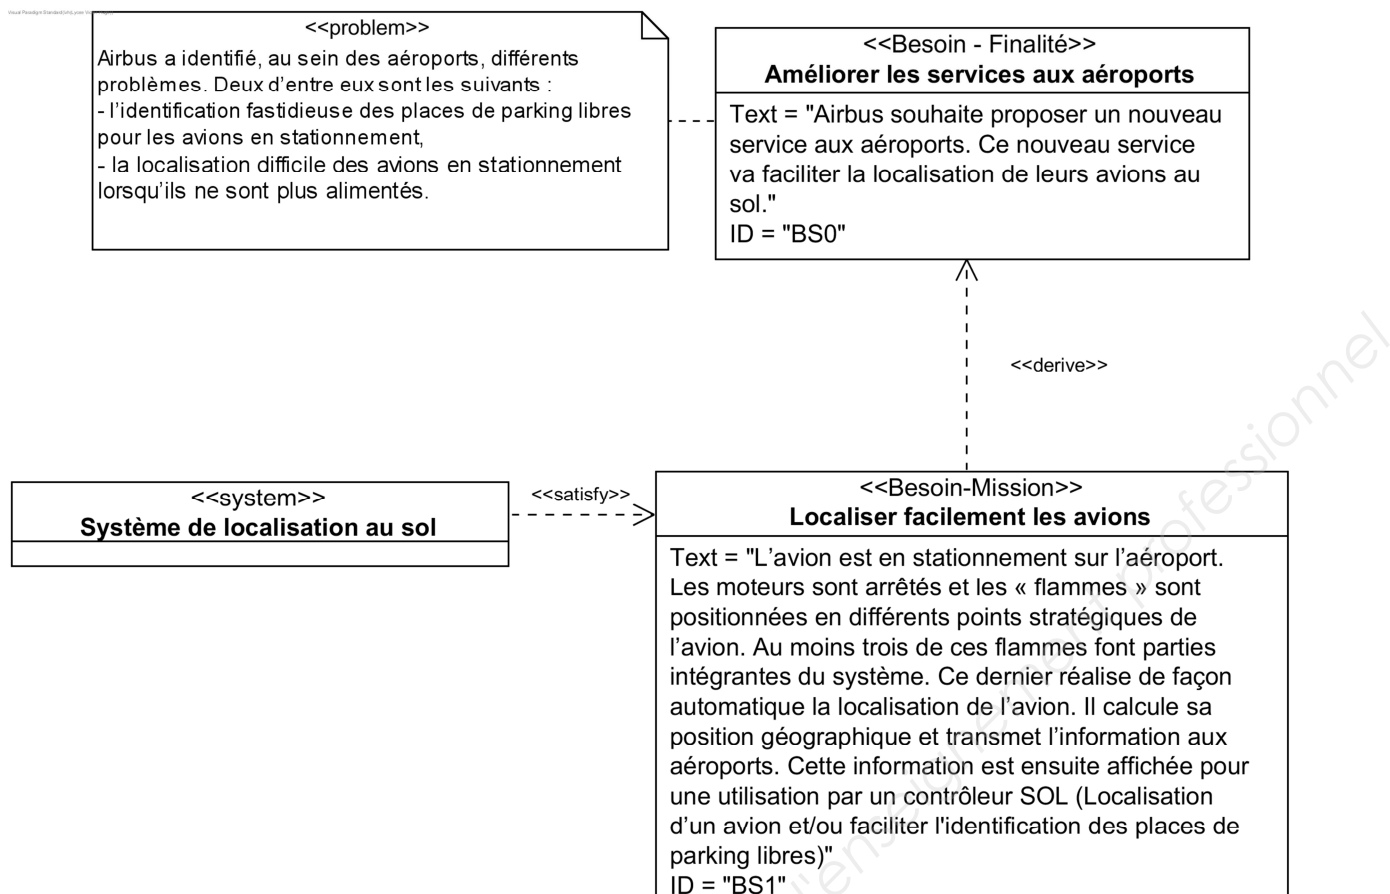 <<problem>>
Airbus a identifié, au sein des aéroports, différents
problèmes. Deux d’entre eux sont les suivants :
- l’identification fastidieuse des places de parking libres
pour les avions en stationnement,
- la localisation difficile des avions en stationnement
lorsqu’ils ne sont plus alimentés.
<<Besoin - Finalité>>
Améliorer les services aux aéroports
Text = "Airbus souhaite proposer un nouveau
service aux aéroports. Ce nouveau service
va faciliter la localisation de leurs avions au
sol."
ID = "BS0"
<<derive>>
<<system>>
Système de localisation au sol
<<satisfy>>
<<Besoin-Mission>>
Localiser facilement les avions
Text = "L’avion est en stationnement sur l’aéroport.
Les moteurs sont arrêtés et les « flammes » sont
positionnées en différents points stratégiques de
l’avion. Au moins trois de ces flammes font parties
intégrantes du système. Ce dernier réalise de façon
automatique la localisation de l’avion. Il calcule sa
position géographique et transmet l’information aux
aéroports. Cette information est ensuite affichée pour
une utilisation par un contrôleur SOL (Localisation
d’un avion et/ou faciliter l'identification des places de
parking libres)"
ID = "BS1"
l'enseignement professionnel